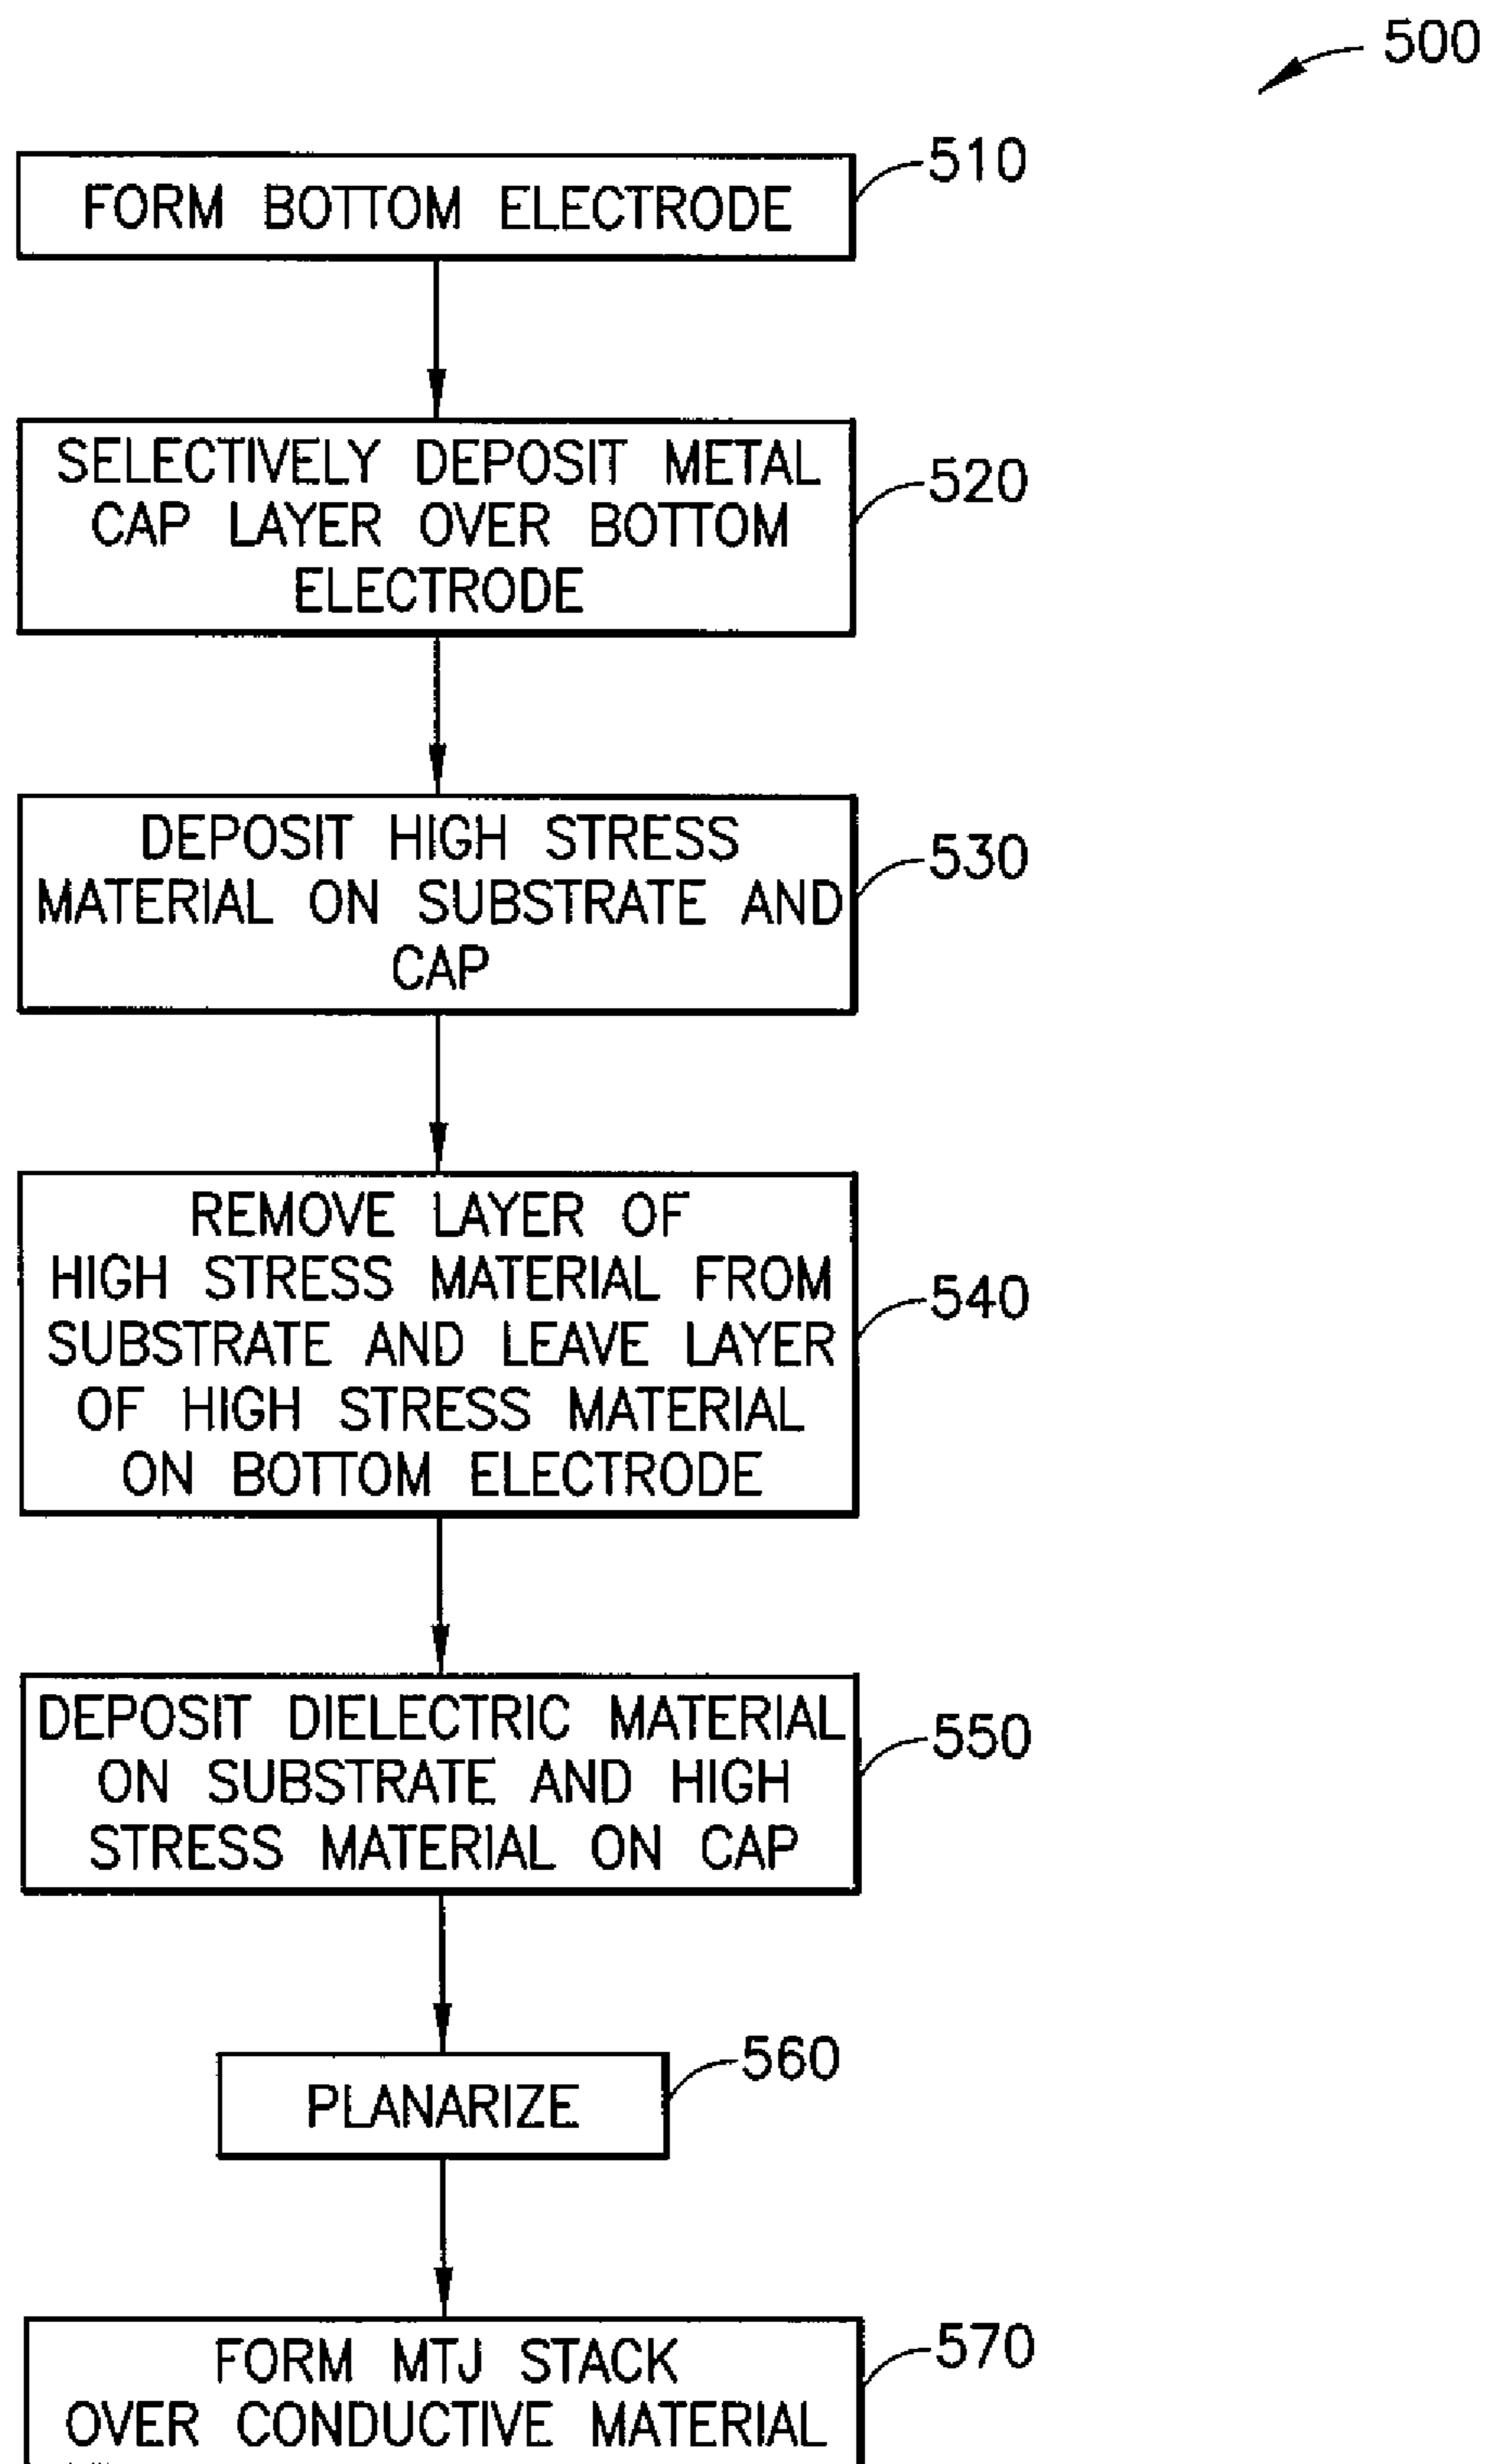 500
FORM BOTTOM ELECTRODE
510
SELECTIVELY DEPOSIT METAL
CAP LAYER OVER BOTTOM
ELECTRODE
520
DEPOSIT HIGH STRESS
MATERIAL ON SUBSTRATE AND
CAP
530
REMOVE LAYER OF
HIGH STRESS MATERIAL FROM
SUBSTRATE AND LEAVE LAYER
OF HIGH STRESS MATERIAL
ON BOTTOM ELECTRODE
540
DEPOSIT DIELECTRIC MATERIAL
ON SUBSTRATE AND HIGH
STRESS MATERIAL ON CAP
550
PLANARIZE
560
FORM MTJ STACK
OVER CONDUCTIVE MATERIAL
570